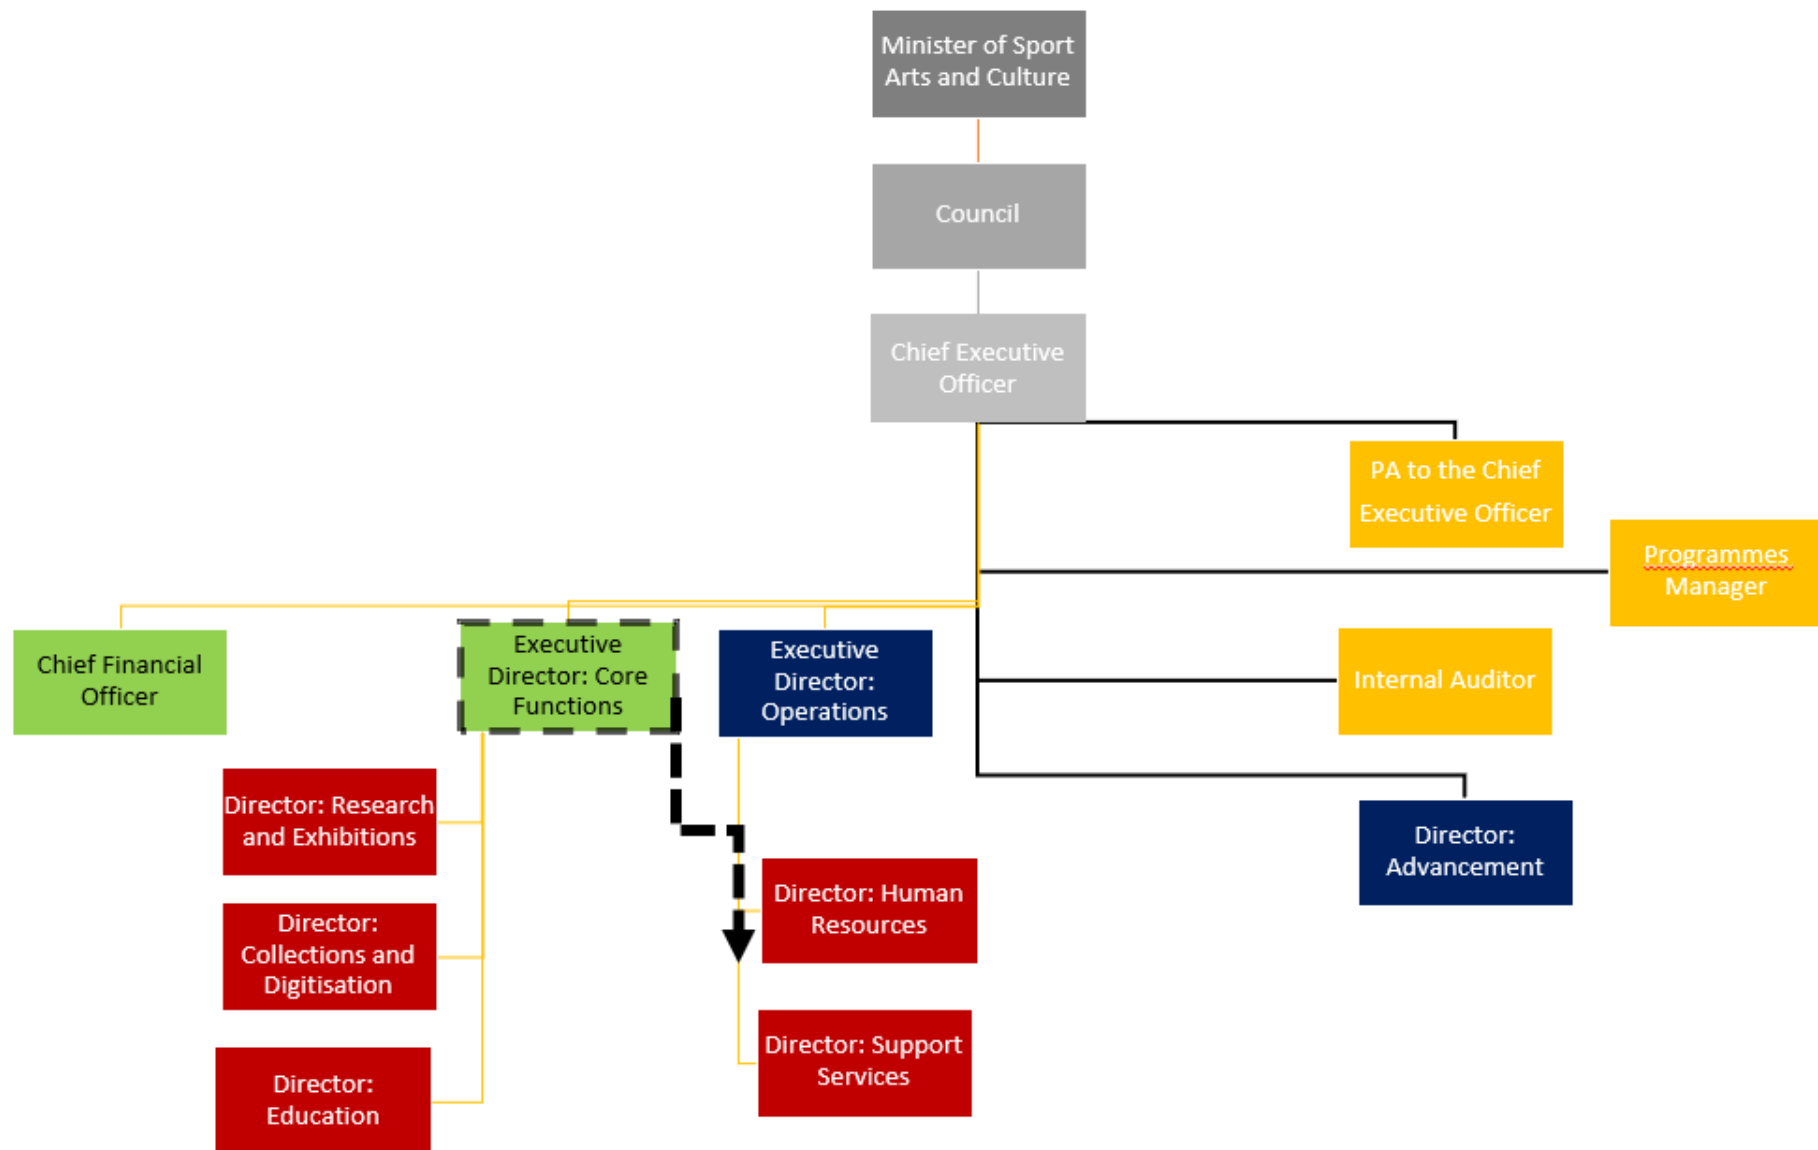 Minister of Sport
Arts and Culture
Council
Chief Executive
Officer
PA to the Chief
Executive Officer
Programmes
Manager
Chief Financial
Officer
Executive
Director: Core
Functions
Executive
Director:
Operations
Internal Auditor
Director: Research
and Exhibitions
Director:
Advancement
Director: Human
Resources
Director:
Collections and
Digitisation
Director: Support
Services
Director:
Education